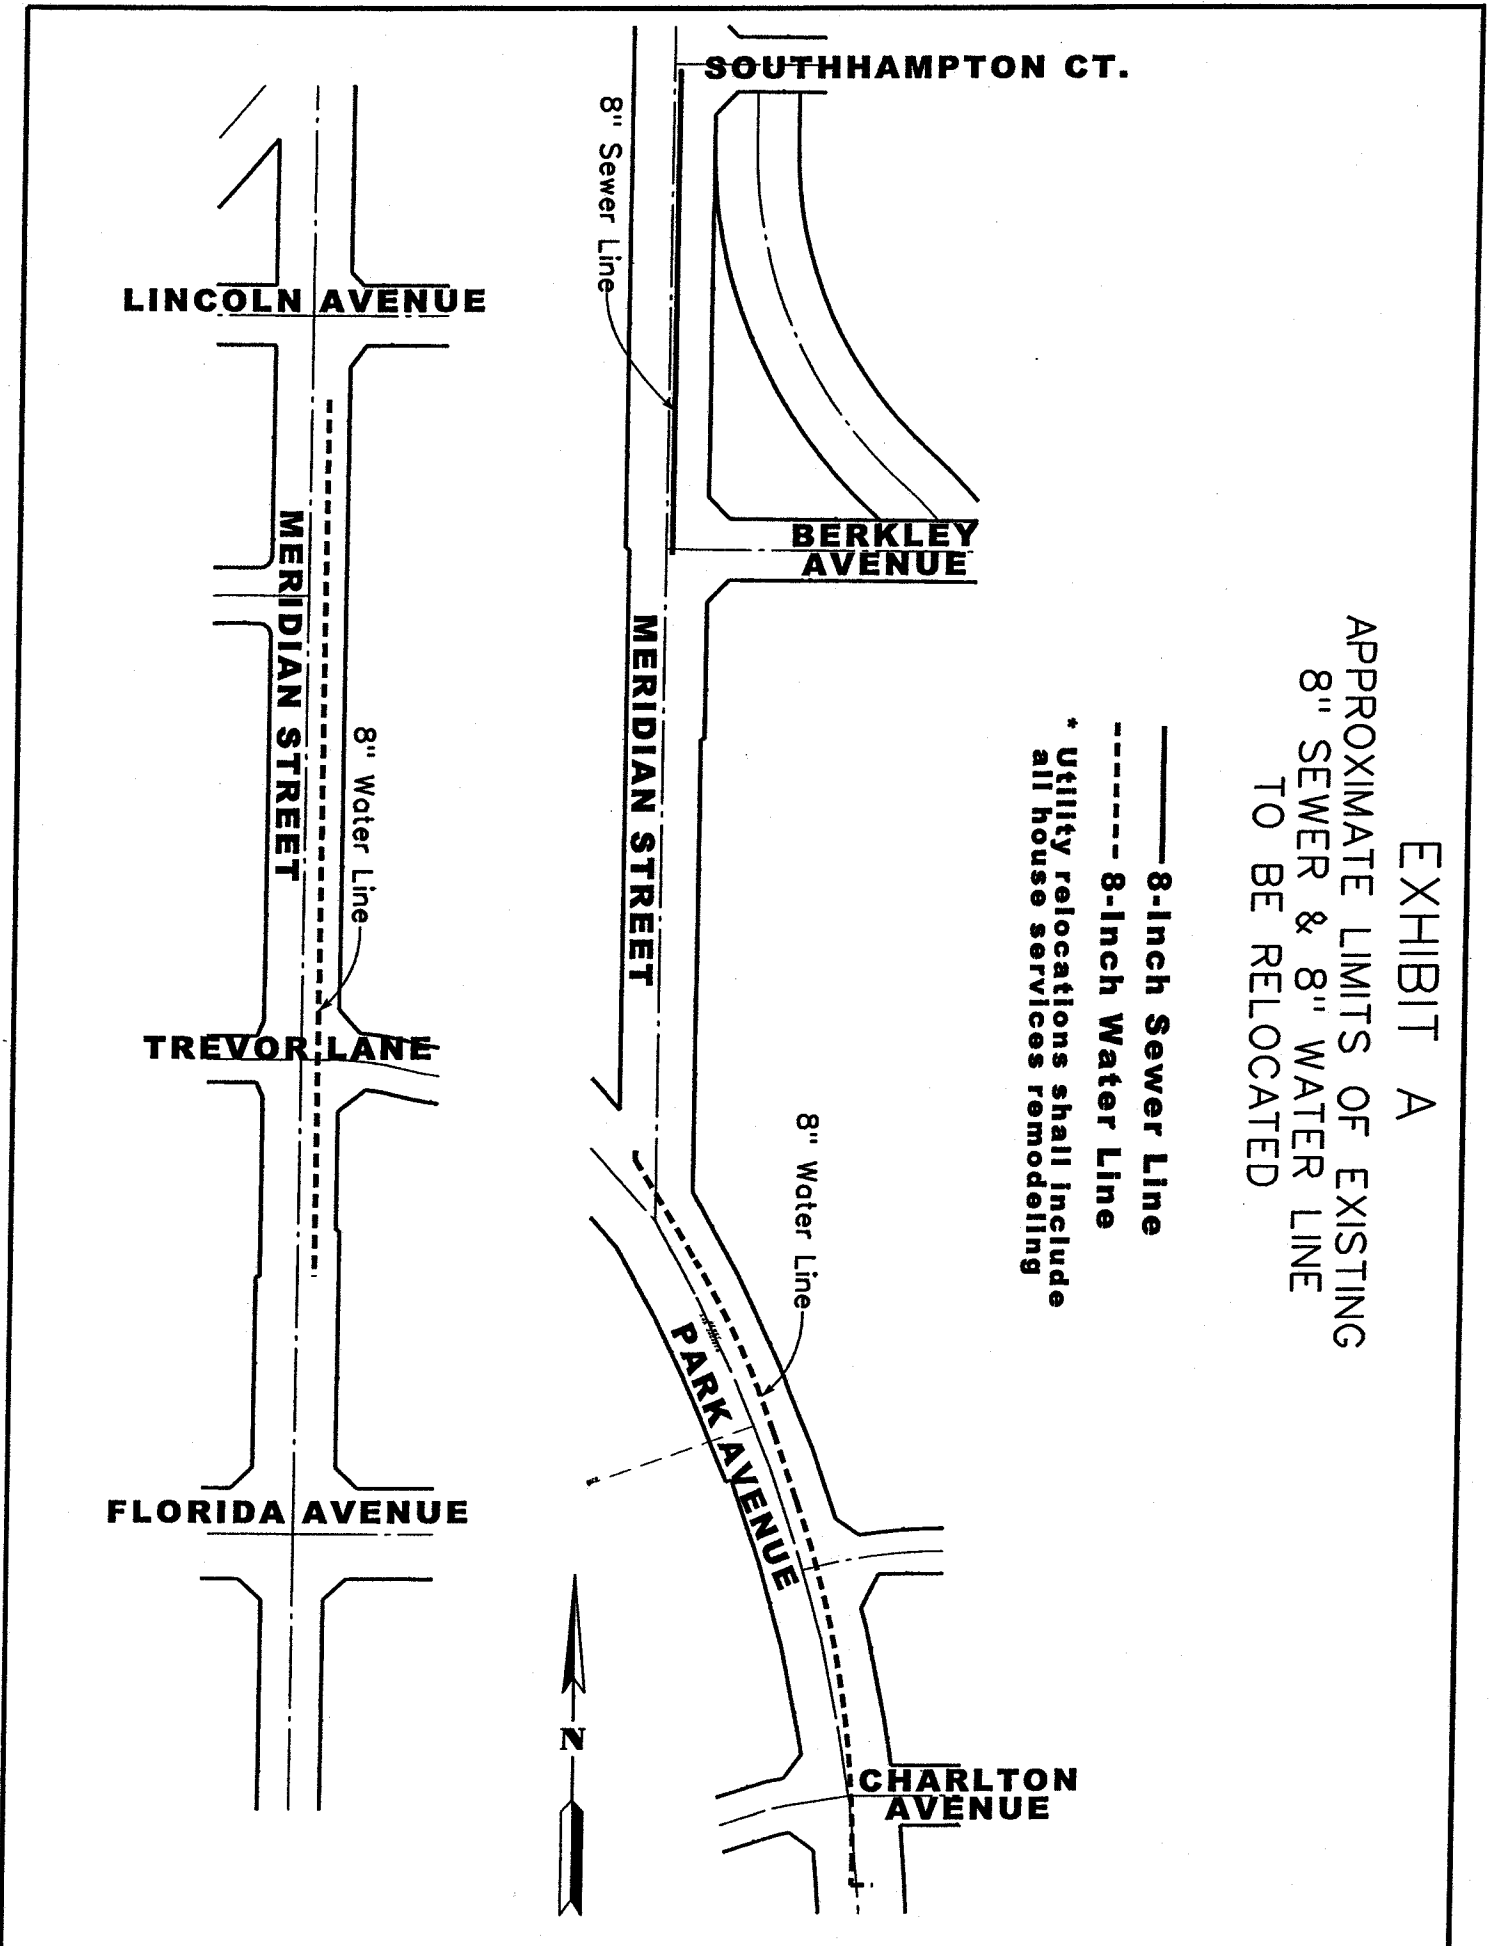 EXHIBIT A
APPROXIMATE LIMITS OF EXISTING
8" SEWER & 8" WATER LINE
TO BE RELOCATED
8-Inch Sewer Line
8-Inch Water Line
* Utility relocations shall include
all house services remodeling
SOUTHHAMPTON CT.
8" Sewer Line
BERKLEY
AVENUE
MERIDIAN STREET
8" Water Line
PARK AVENUE
CHARLTON
AVENUE
LINCOLN AVENUE
MERIDIAN STREET
8" Water Line
TREVOR LANE
FLORIDA AVENUE
N